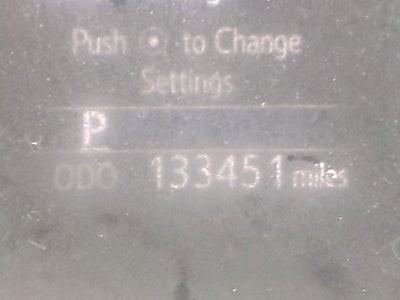 Push ⦿ to Change
Settings
P
ODO 133451 miles